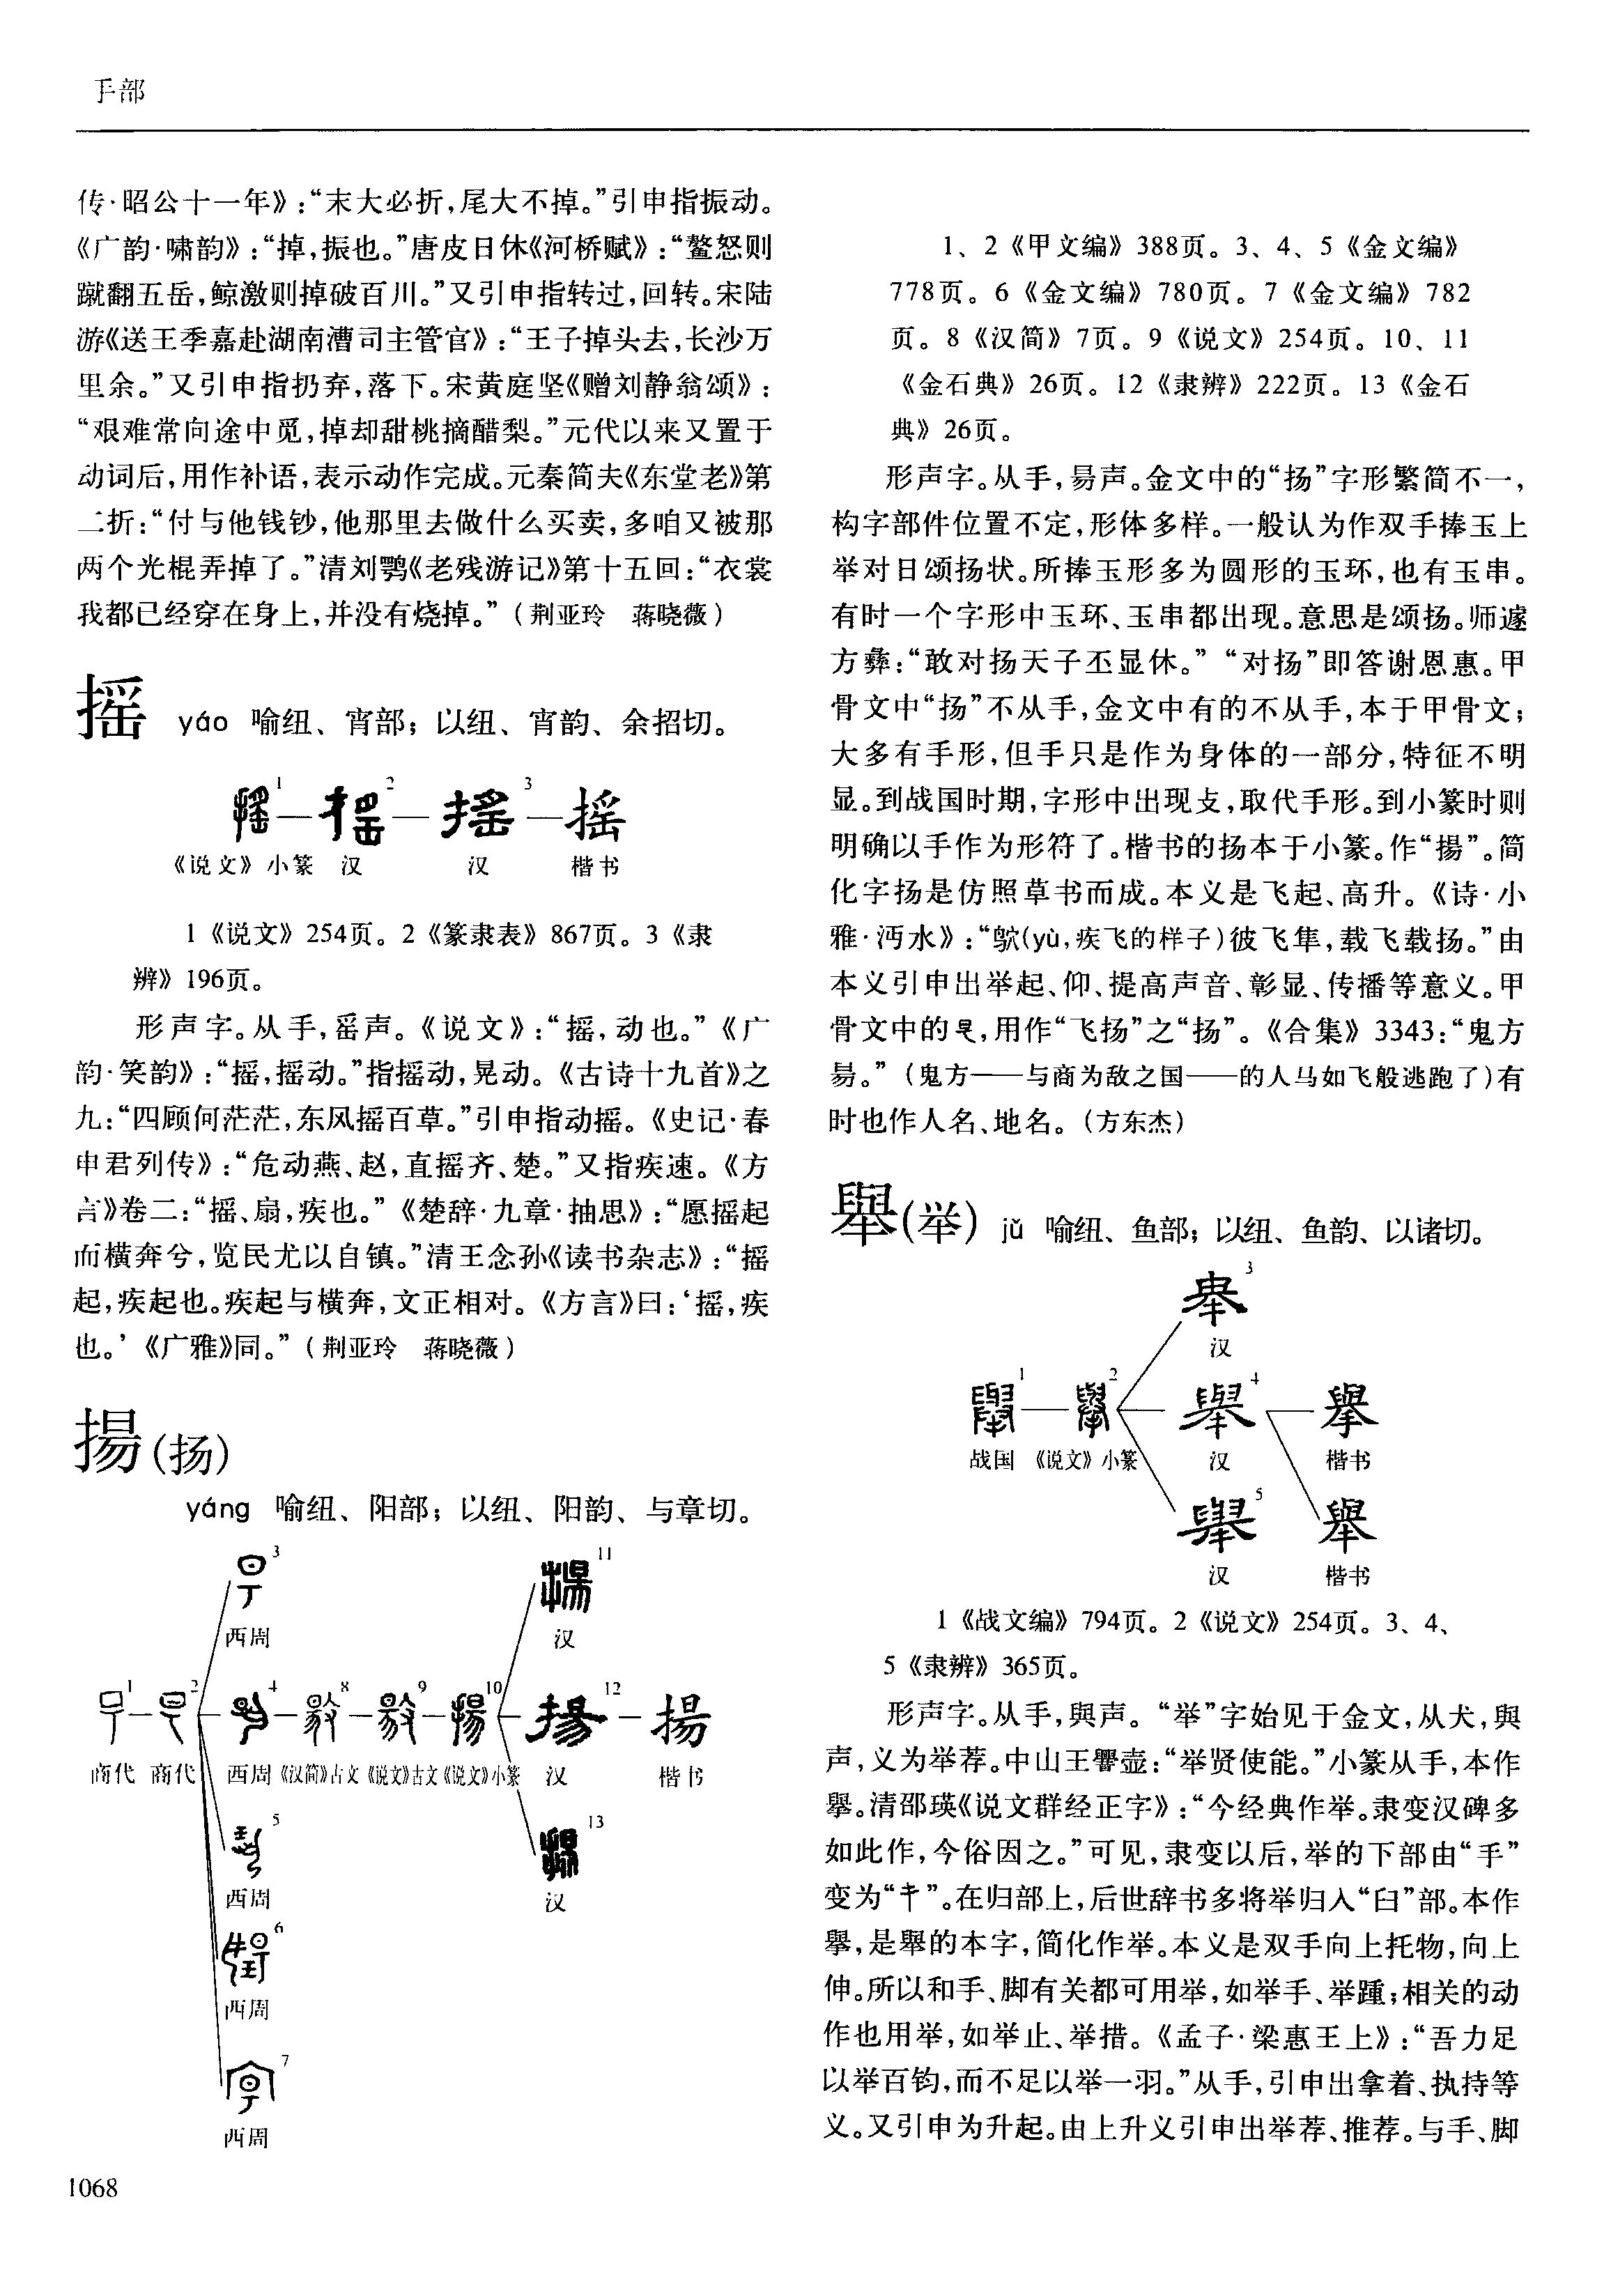 手部
传·昭公十一年》:“末大必折,尾大不掉。”引申指振动。
《广韵·啸韵》:“掉,振也。”唐皮日休《河桥赋》:“鳌怒则
蹴翻五岳,鲸激则掉破百川。”又引申指转过,回转。宋陆
游《送王季嘉赴湖南漕司主管官》:“王子掉头去,长沙万
里余。”又引申指扔弃,落下。宋黄庭坚《赠刘静翁颂》:
“艰难常向途中觅,掉却甜桃摘醋梨。”元代以来又置于
动词后,用作补语,表示动作完成。元秦简夫《东堂老》第
二折:“付与他钱钞,他那里去做什么买卖,多咱又被那
两个光棍弄掉了。”清刘鹗《老残游记》第十五回:“衣裳
我都已经穿在身上,并没有烧掉。”(荆亚玲 蒋晓薇)
摇 yáo 喻纽、宵部;以纽、宵韵、余招切。
1 2 3 摇
《说文》小篆 汉 汉 楷书
1《说文》254页。2《篆隶表》867页。3《隶
辨》196页。
形声字。从手,䍃声。《说文》:“摇,动也。”《广
韵·笑韵》:“摇,摇动。”指摇动,晃动。《古诗十九首》之
九:“四顾何茫茫,东风摇百草。”引申指动摇。《史记·春
申君列传》:“危动燕、赵,直摇齐、楚。”又指疾速。《方
言》卷二:“摇、扇,疾也。”《楚辞·九章·抽思》:“愿摇起
而横奔兮,览民尤以自镇。”清王念孙《读书杂志》:“摇
起,疾起也。疾起与横奔,文正相对。《方言》曰:‘摇,疾
也。’《广雅》同。”(荆亚玲 蒋晓薇)
揚(扬)
yáng 喻纽、阳部;以纽、阳韵、与章切。
3 11
西周 汉
1 2 4 8 9 10 12 揚
商代 商代 西周 《汉简》古文 《说文》古文 《说文》小篆 汉 楷书
5 13
西周 汉
6
西周
7
西周
1068
1、2《甲文编》388页。3、4、5《金文编》
778页。6《金文编》780页。7《金文编》782
页。8《汉简》7页。9《说文》254页。10、11
《金石典》26页。12《隶辨》222页。13《金石
典》26页。
形声字。从手,昜声。金文中的“扬”字形繁简不一,
构字部件位置不定,形体多样。一般认为作双手捧玉上
举对日颂扬状。所捧玉形多为圆形的玉环,也有玉串。
有时一个字形中玉环、玉串都出现。意思是颂扬。师遽
方彝:“敢对扬天子丕显休。”“对扬”即答谢恩惠。甲
骨文中“扬”不从手,金文中有的不从手,本于甲骨文;
大多有手形,但手只是作为身体的一部分,特征不明
显。到战国时期,字形中出现攴,取代手形。到小篆时则
明确以手作为形符了。楷书的扬本于小篆。作“揚”。简
化字扬是仿照草书而成。本义是飞起、高升。《诗·小
雅·沔水》:“鴥(yù,疾飞的样子)彼飞隼,载飞载扬。”由
本义引申出举起、仰、提高声音、彰显、传播等意义。甲
骨文中的,用作“飞扬”之“扬”。《合集》3343:“鬼方
昜。”(鬼方——与商为敌之国——的人马如飞般逃跑了)有
时也作人名、地名。(方东杰)
舉(举) jǔ 喻纽、鱼部;以纽、鱼韵、以诸切。
3
汉
1 2 4 擧
战国 《说文》小篆 汉 楷书
5 舉
汉 楷书
1《战文编》794页。2《说文》254页。3、4、
5《隶辨》365页。
形声字。从手,舆声。“举”字始见于金文,从犬,與
声,义为举荐。中山王䁑壶:“举贤使能。”小篆从手,本作
擧。清邵瑛《说文群经正字》:“今经典作举。隶变汉碑多
如此作,今俗因之。”可见,隶变以后,举的下部由“手”
变为“㐄”。在归部上,后世辞书多将举归入“臼”部。本作
擧,是舉的本字,简化作举。本义是双手向上托物,向上
伸。所以和手、脚有关都可用举,如举手、举踵;相关的动
作也用举,如举止、举措。《孟子·梁惠王上》:“吾力足
以举百钧,而不足以举一羽。”从手,引申出拿着、执持等
义。又引申为升起。由上升义引申出举荐、推荐。与手、脚